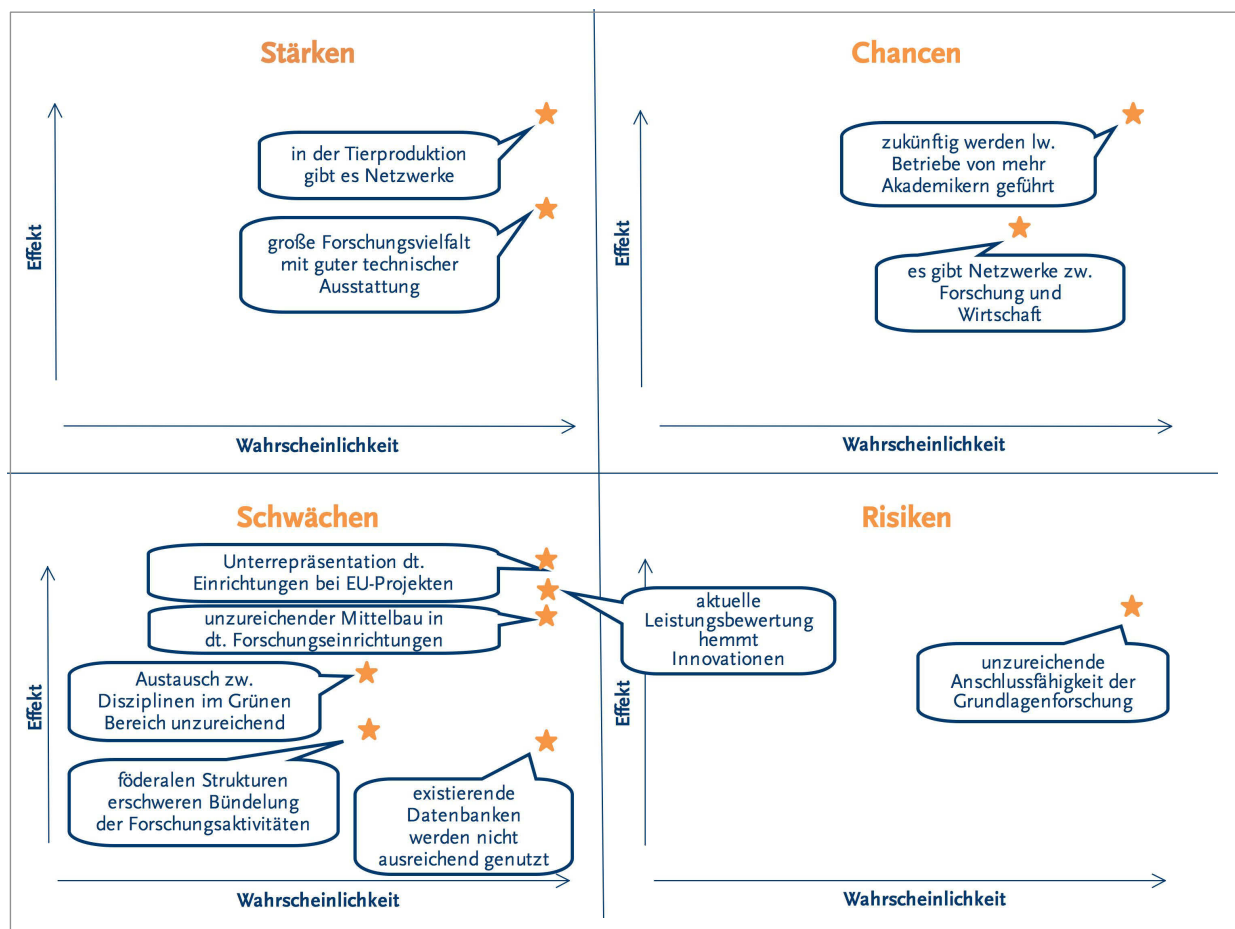 Stärken
in der Tierproduktion
gibt es Netzwerke
große Forschungsvielfalt
mit guter technischer
Ausstattung
Effekt
Wahrscheinlichkeit
Chancen
zukünftig werden lw.
Betriebe von mehr
Akademikern geführt
es gibt Netzwerke zw.
Forschung und
Wirtschaft
Effekt
Wahrscheinlichkeit
Schwächen
Unterrepräsentation dt.
Einrichtungen bei EU-Projekten
unzureichender Mittelbau in
dt. Forschungseinrichtungen
aktuelle
Leistungsbewertung
hemmt
Innovationen
Austausch zw.
Disziplinen im Grünen
Bereich unzureichend
föderalen Strukturen
erschweren Bündelung
der Forschungsaktivitäten
existierende
Datenbanken
werden nicht
ausreichend genutzt
Effekt
Wahrscheinlichkeit
Risiken
unzureichende
Anschlussfähigkeit der
Grundlagenforschung
Effekt
Wahrscheinlichkeit